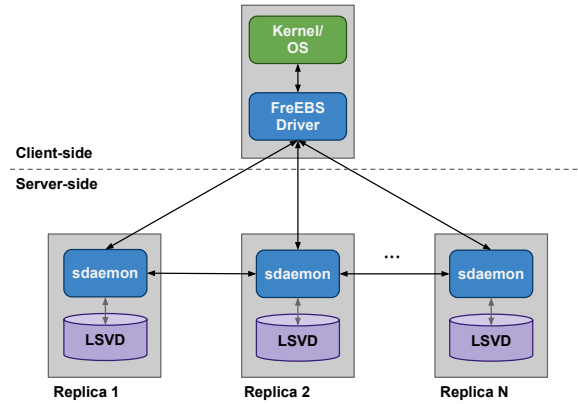 Kernel/
OS
FreEBS
Driver
Client-side
Server-side
sdaemon
sdaemon
...
sdaemon
LSVD
LSVD
LSVD
Replica 1
Replica 2
Replica N